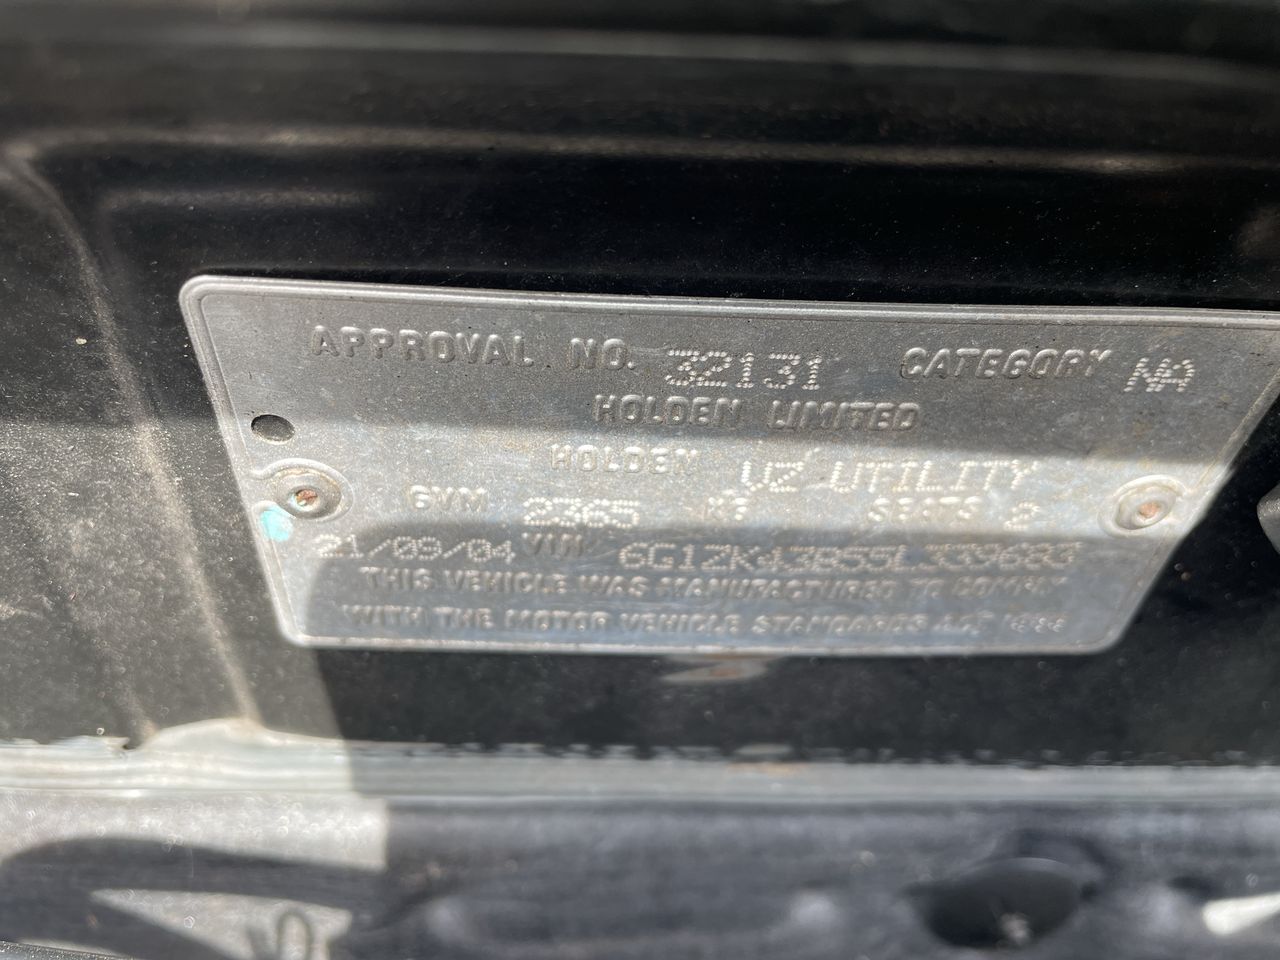 APPROVAL NO. 32131 CATEGORY NA
HOLDEN LIMITED
HOLDEN VZ UTILITY
GVM 2365 KG SEATS 2
21/09/04 VIN 6G1ZK43B55L339683
THIS VEHICLE WAS MANUFACTURED TO COMPLY
WITH THE MOTOR VEHICLE STANDARDS ACT 1989